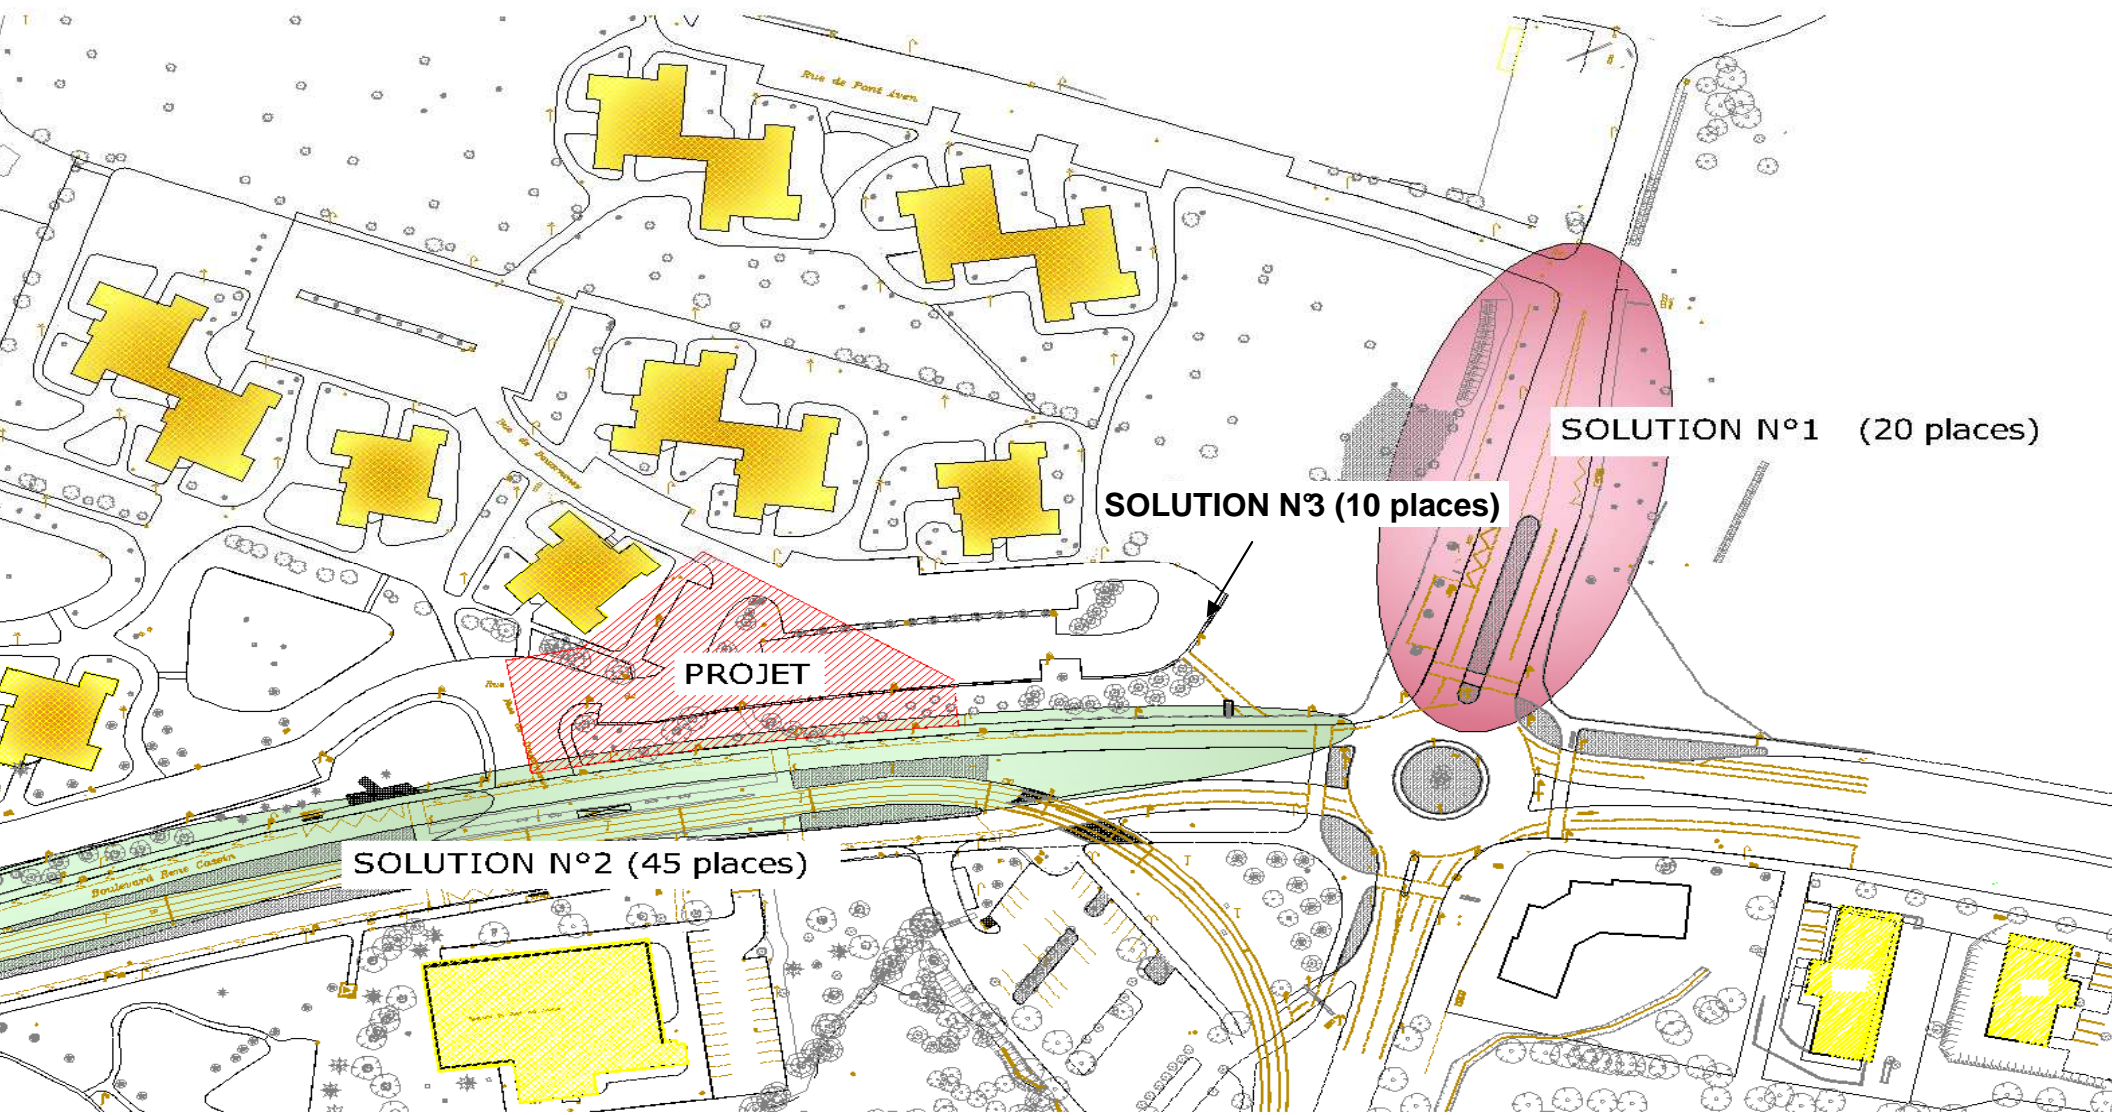 Rue de Pont Aven
SOLUTION N°1 (20 places)
SOLUTION N°3 (10 places)
PROJET
Rue
SOLUTION N°2 (45 places)
Boulevard René Cassin